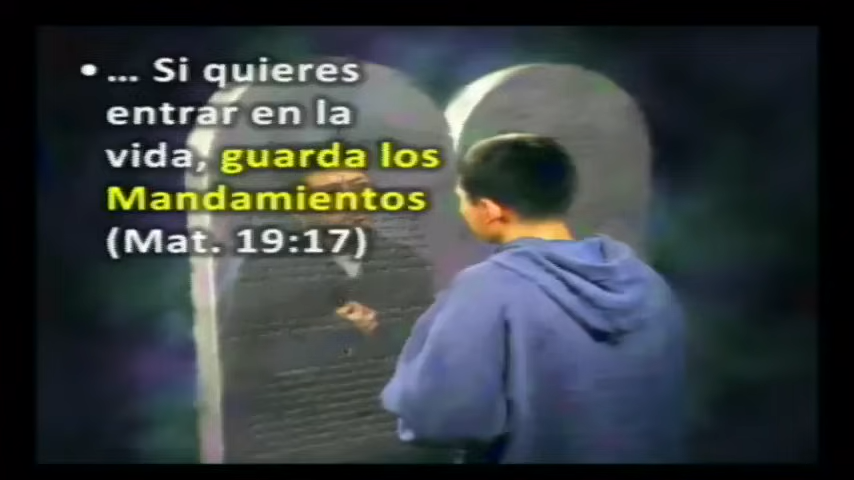 • ... Si quieres
entrar en la
vida, guarda los
Mandamientos
(Mat. 19:17)